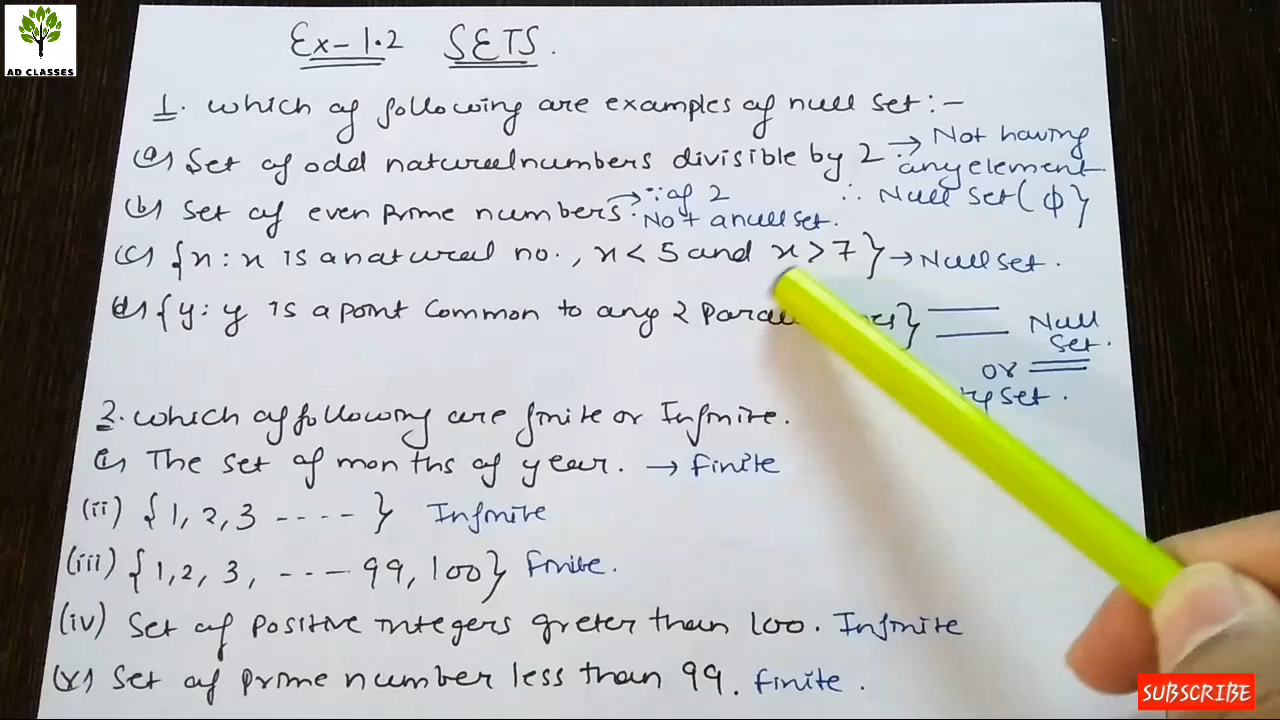 AD CLASSES
Ex-1.2 SETS.
1. which of following are examples of null set:-
(a) Set of odd natural numbers divisible by 2. → Not having any element
∴ Null Set (ϕ}
(b) Set of even prime numbers. → ∵ of 2 Not a null set.
(c) {x: x is a natural no., x < 5 and x > 7} → Null set.
(d) {y: y is a point Common to any 2 } Null Set.
or
Set.
2. which of following are finite or Infinite.
(i) The set of months of year. → finite
(ii) {1, 2, 3 ----- } Infinite
(iii) {1, 2, 3, --- 99, 100} finite.
(iv) Set of Positive integers greter than 100. Infinite
(v) Set of prime number less than 99. finite.
SUBSCRIBE